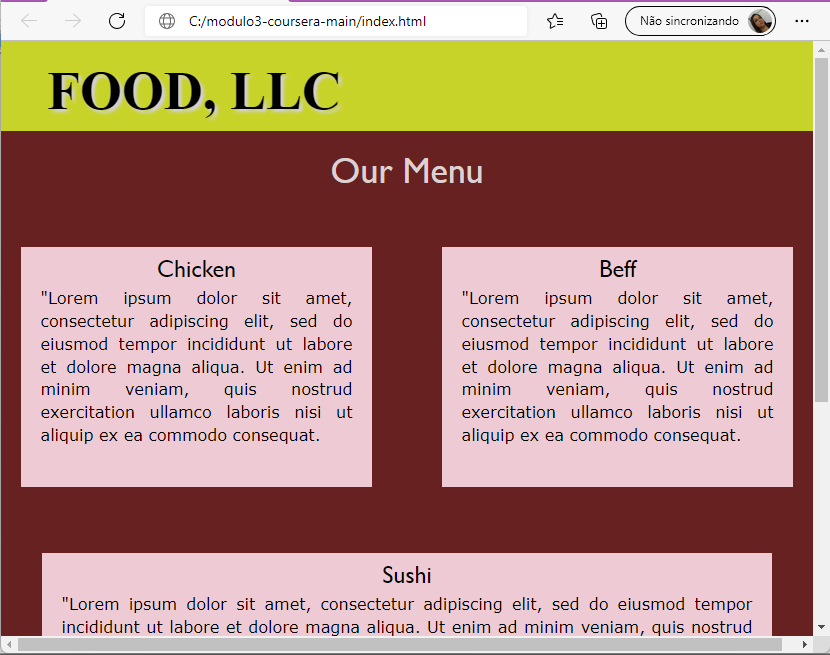 C:/modulo3-coursera-main/index.html
Não sincronizando
FOOD, LLC
Our Menu
Chicken
"Lorem ipsum dolor sit amet,
consectetur adipiscing elit, sed do
eiusmod tempor incididunt ut labore
et dolore magna aliqua. Ut enim ad
minim veniam, quis nostrud
exercitation ullamco laboris nisi ut
aliquip ex ea commodo consequat.
Beff
"Lorem ipsum dolor sit amet,
consectetur adipiscing elit, sed do
eiusmod tempor incididunt ut labore
et dolore magna aliqua. Ut enim ad
minim veniam, quis nostrud
exercitation ullamco laboris nisi ut
aliquip ex ea commodo consequat.
Sushi
"Lorem ipsum dolor sit amet, consectetur adipiscing elit, sed do eiusmod tempor
incididunt ut labore et dolore magna aliqua. Ut enim ad minim veniam, quis nostrud